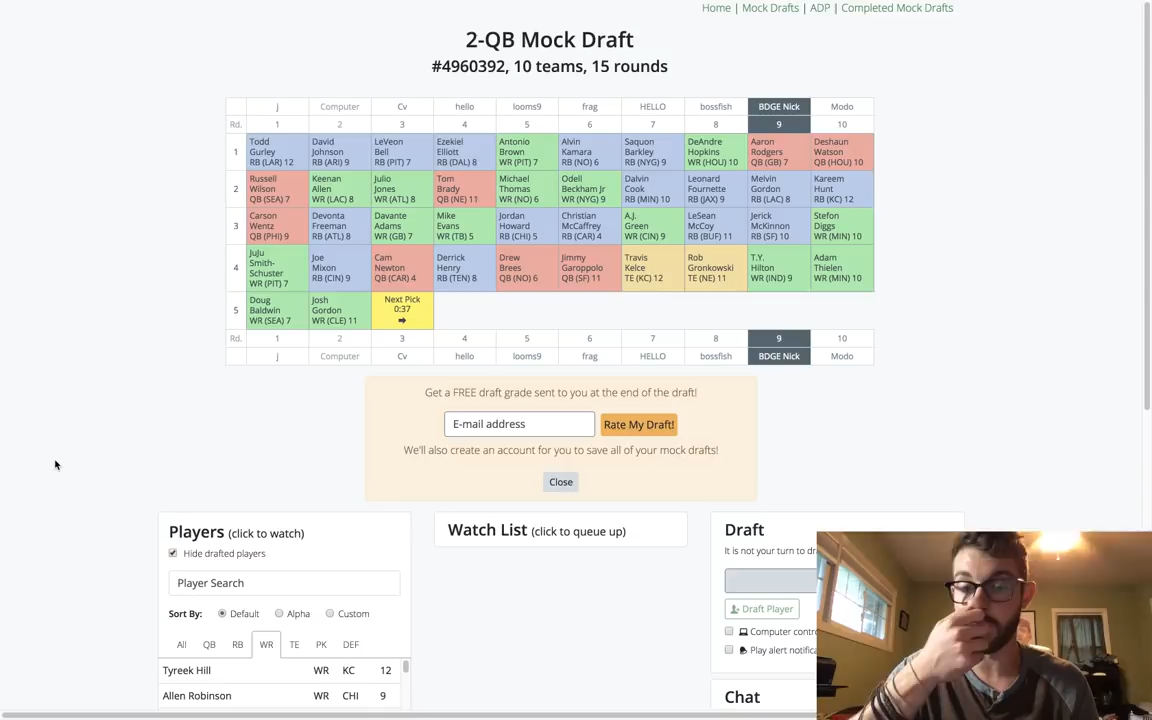 Home | Mock Drafts | ADP | Completed Mock Drafts
2-QB Mock Draft
#4960392, 10 teams, 15 rounds
j Computer Cv hello looms9 frag HELLO bossfish BDGE Nick Modo
Rd. 1 2 3 4 5 6 7 8 9 10
Todd David LeVeon Ezekiel Antonio Alvin Saquon DeAndre Aaron Deshaun
1 Gurley Johnson Bell Elliott Brown Kamara Barkley Hopkins Rodgers Watson
RB (LAR) 12 RB (ARI) 9 RB (PIT) 7 RB (DAL) 8 WR (PIT) 7 RB (NO) 6 RB (NYG) 9 WR (HOU) 10 QB (GB) 7 QB (HOU) 10
Russell Keenan Julio Tom Michael Odell Dalvin Leonard Melvin Kareem
2 Wilson Allen Jones Brady Thomas Beckham Jr Cook Fournette Gordon Hunt
QB (SEA) 7 WR (LAC) 8 WR (ATL) 8 QB (NE) 11 WR (NO) 6 WR (NYG) 9 RB (MIN) 10 RB (JAX) 9 RB (LAC) 8 RB (KC) 12
Carson Devonta Davante Mike Jordan Christian A.J. LeSean Jerick Stefon
3 Wentz Freeman Adams Evans Howard McCaffrey Green McCoy McKinnon Diggs
QB (PHI) 9 RB (ATL) 8 WR (GB) 7 WR (TB) 5 RB (CHI) 5 RB (CAR) 4 WR (CIN) 9 RB (BUF) 11 RB (SF) 10 WR (MIN) 10
JuJu Joe Cam Derrick Drew Jimmy Travis Rob T.Y. Adam
4 Smith- Mixon Newton Henry Brees Garoppolo Kelce Gronkowski Hilton Thielen
Schuster RB (CIN) 9 QB (CAR) 4 RB (TEN) 8 QB (NO) 6 QB (SF) 11 TE (KC) 12 TE (NE) 11 WR (IND) 9 WR (MIN) 10
WR (PIT) 7
Doug Josh Next Pick
5 Baldwin Gordon 0:37
WR (SEA) 7 WR (CLE) 11
Rd. 1 2 3 4 5 6 7 8 9 10
j Computer Cv hello looms9 frag HELLO bossfish BDGE Nick Modo
Get a FREE draft grade sent to you at the end of the draft!
E-mail address Rate My Draft!
We'll also create an account for you to save all of your mock drafts!
Close
Players (click to watch)
Hide drafted players
Player Search
Sort By: Default Alpha Custom
All QB RB WR TE PK DEF
Tyreek Hill WR KC 12
Allen Robinson WR CHI 9
Watch List (click to queue up)
Draft
It is not your turn to
Draft Player
Computer
Play alert
Chat